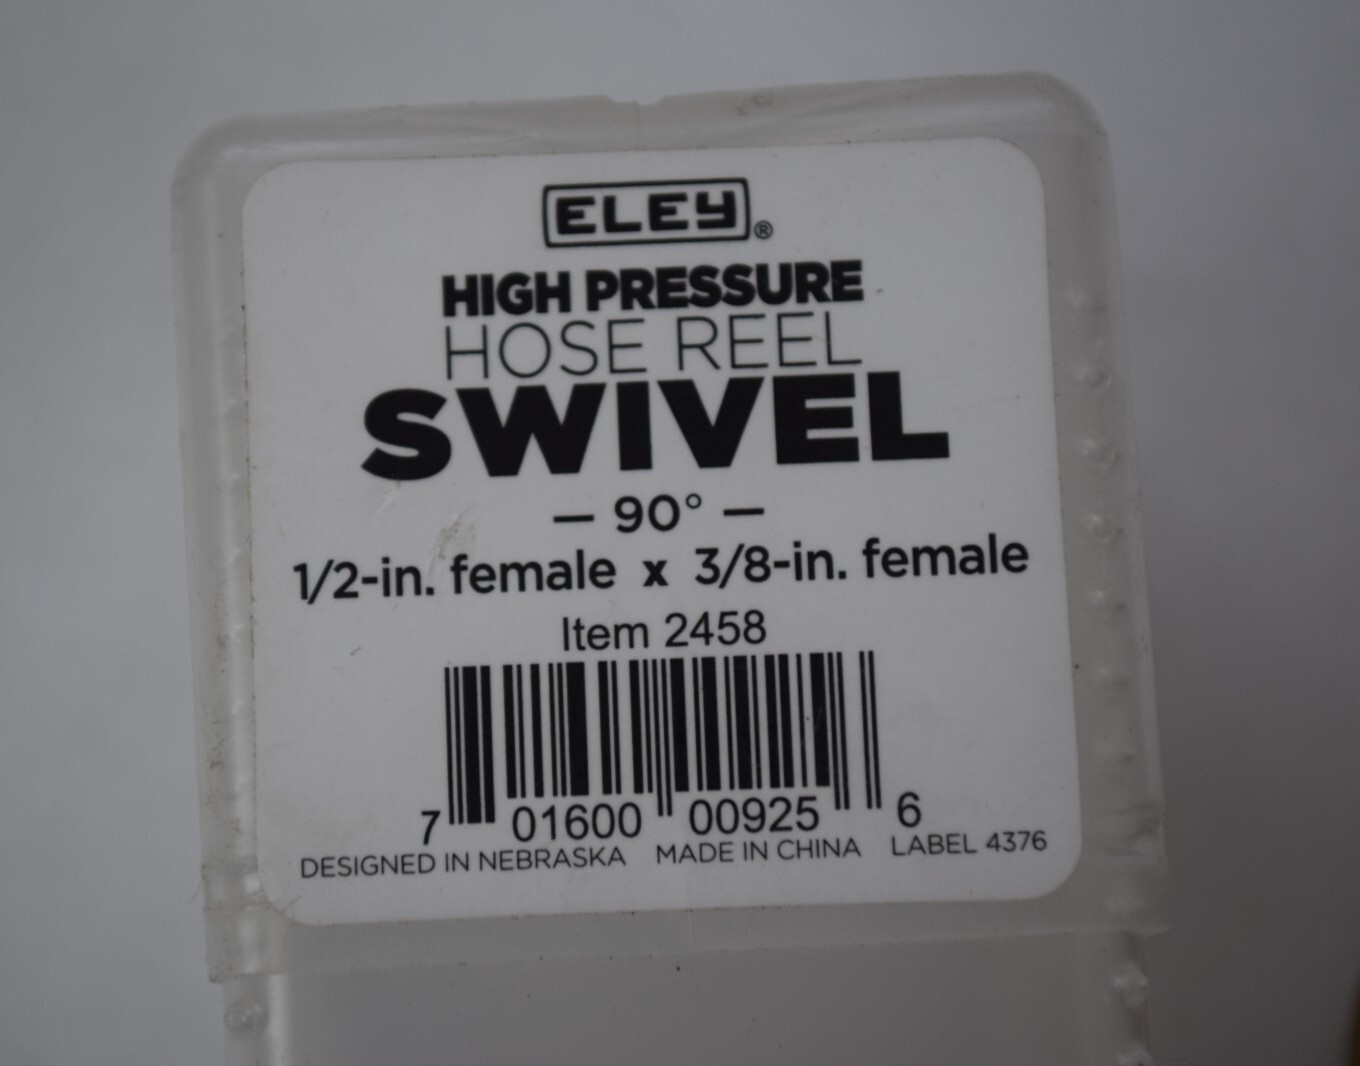 ELEY®
HIGH PRESSURE
HOSE REEL
SWIVEL
— 90° —
1/2-in. female x 3/8-in. female
Item 2458
7 01600 00925 6
DESIGNED IN NEBRASKA MADE IN CHINA LABEL 4376